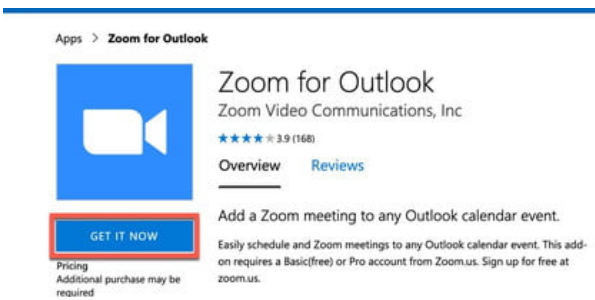 Apps > Zoom for Outlook
Zoom for Outlook
Zoom Video Communications, Inc
3.9 (168)
Overview Reviews
GET IT NOW
Pricing
Additional purchase may be
required
Add a Zoom meeting to any Outlook calendar event.
Easily schedule and Zoom meetings to any Outlook calendar event. This add-
on requires a Basic(free) or Pro account from Zoom.us. Sign up for free at
zoom.us.